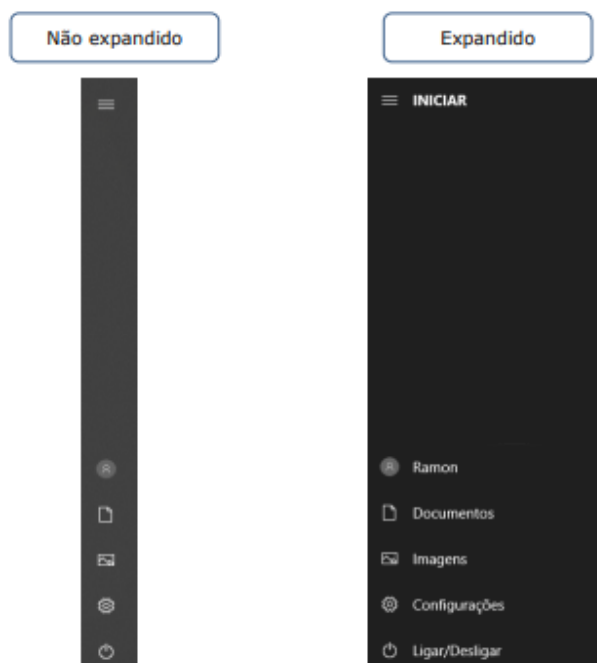 Não expandido
Expandido
INICIAR
Ramon
Documentos
Imagens
Configurações
Ligar/Desligar